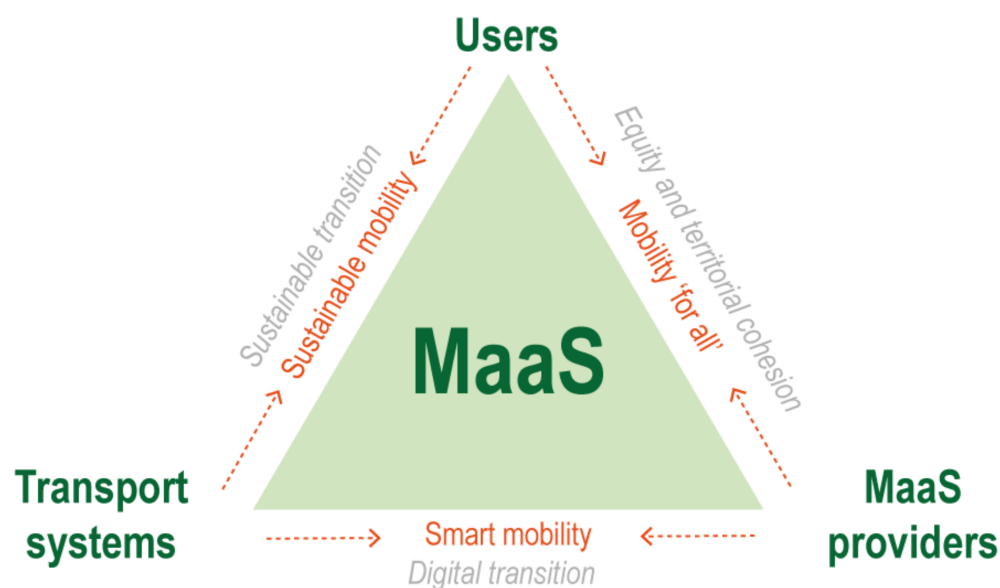 Users
Sustainable transition
Sustainable mobility
Equity and territorial cohesion
Mobility ‘for all’
MaaS
Transport
systems
MaaS
providers
Smart mobility
Digital transition